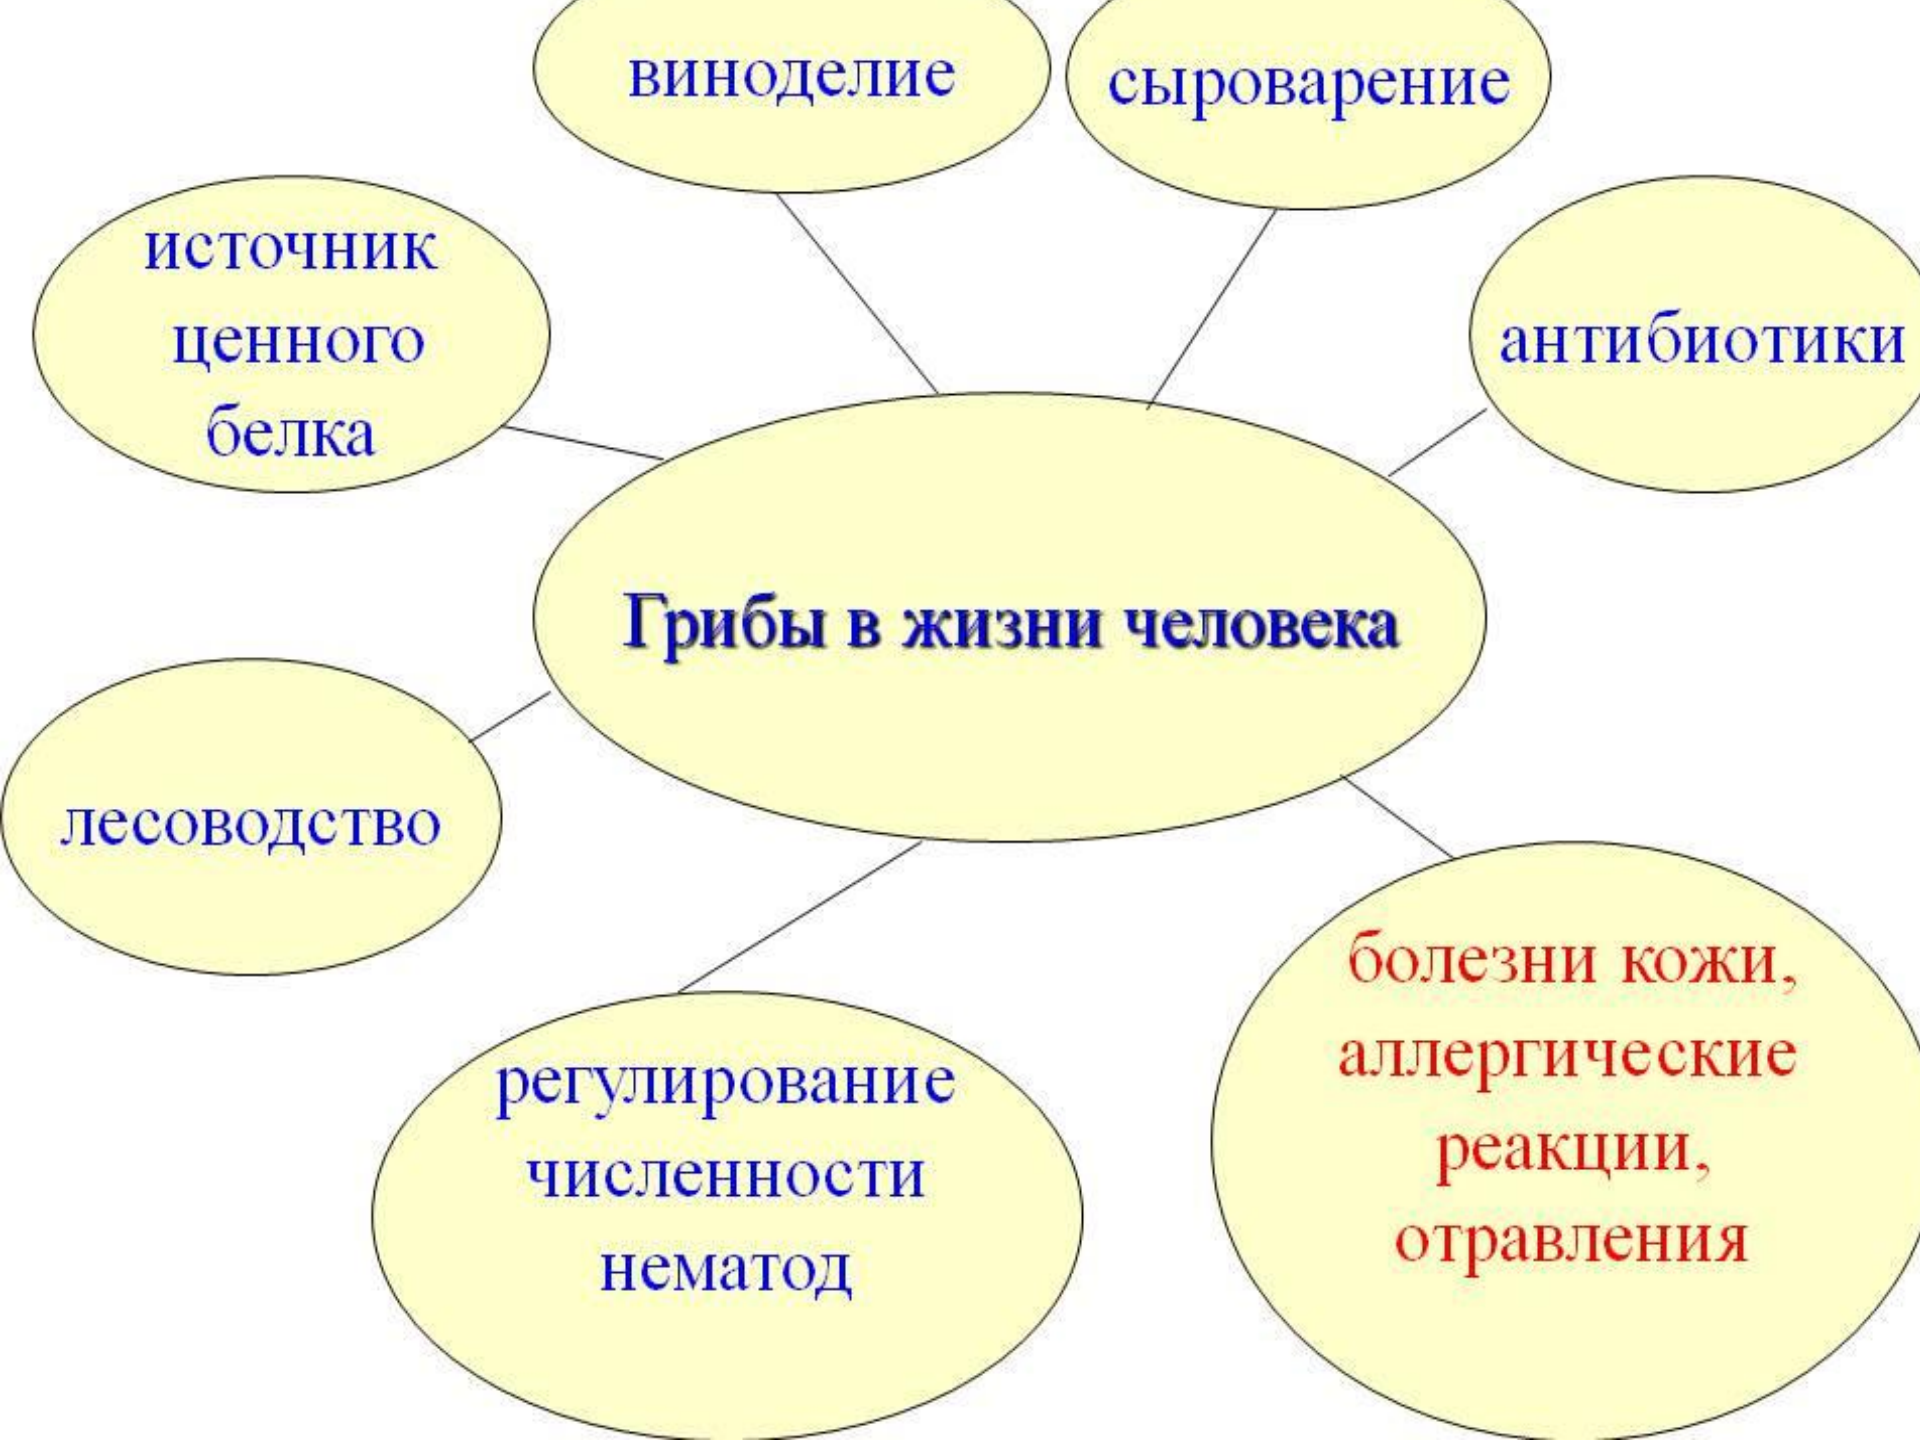 виноделие
сыроварение
источник
ценного
белка
антибиотики
Грибы в жизни человека
лесоводство
болезни кожи,
аллергические
реакции,
отравления
регулирование
численности
нематод